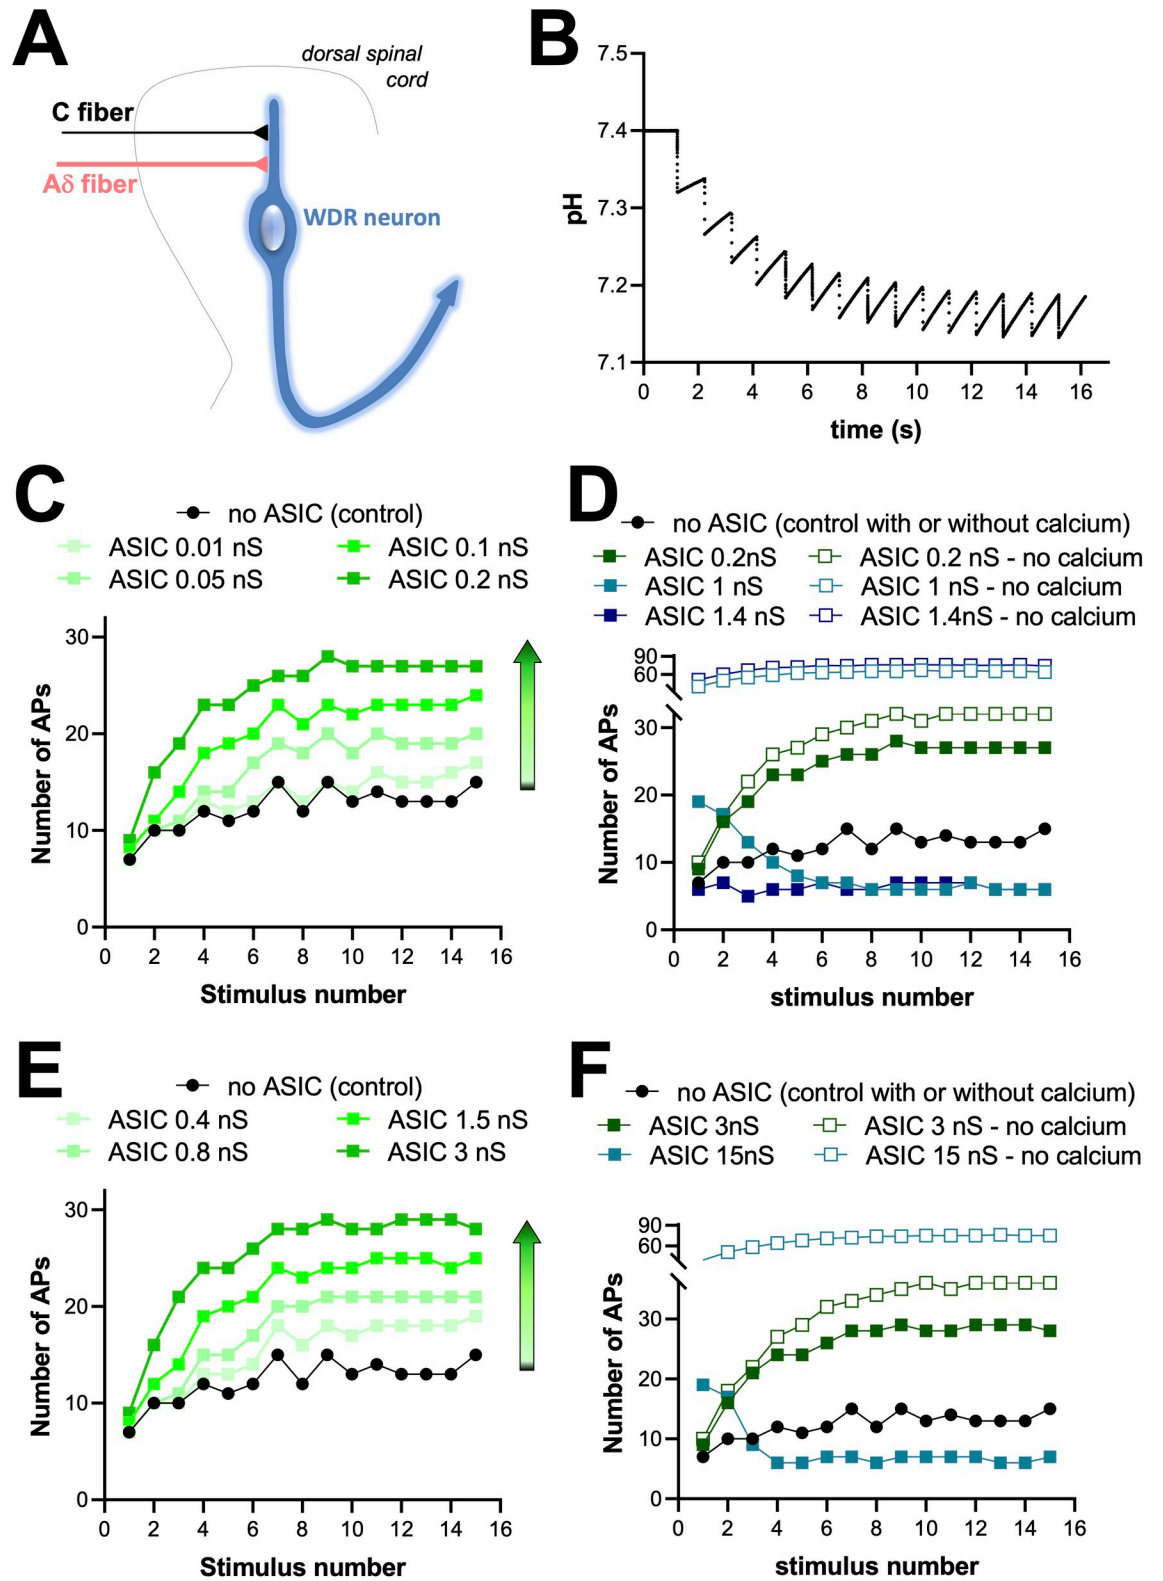 A
dorsal spinal
cord
C fiber
Aδ fiber
WDR neuron
B
7.5
7.4
7.3
7.2
7.1
pH
0 2 4 6 8 10 12 14 16
time (s)
C
no ASIC (control)
ASIC 0.01 nS ASIC 0.1 nS
ASIC 0.05 nS ASIC 0.2 nS
30
20
10
0
Number of APs
0 2 4 6 8 10 12 14 16
Stimulus number
D
no ASIC (control with or without calcium)
ASIC 0.2nS ASIC 0.2 nS - no calcium
ASIC 1 nS ASIC 1 nS - no calcium
ASIC 1.4 nS ASIC 1.4nS - no calcium
90
60
30
20
10
0
Number of APs
0 2 4 6 8 10 12 14 16
stimulus number
E
no ASIC (control)
ASIC 0.4 nS ASIC 1.5 nS
ASIC 0.8 nS ASIC 3 nS
30
20
10
0
Number of APs
0 2 4 6 8 10 12 14 16
Stimulus number
F
no ASIC (control with or without calcium)
ASIC 3nS ASIC 3 nS - no calcium
ASIC 15nS ASIC 15 nS - no calcium
90
60
30
20
10
0
Number of APs
0 2 4 6 8 10 12 14 16
stimulus number